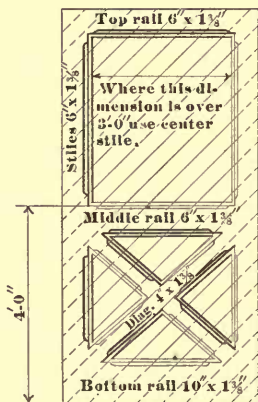 Top rail 6" x 1⅜"
Stiles 6" x 1⅜"
Where this di-
mension is over
3'-0" use center
stile.
Middle rail 6" x 1⅜"
Diag. 4" x 1⅜
4'-0"
Bottom rail 10" x 1⅜"